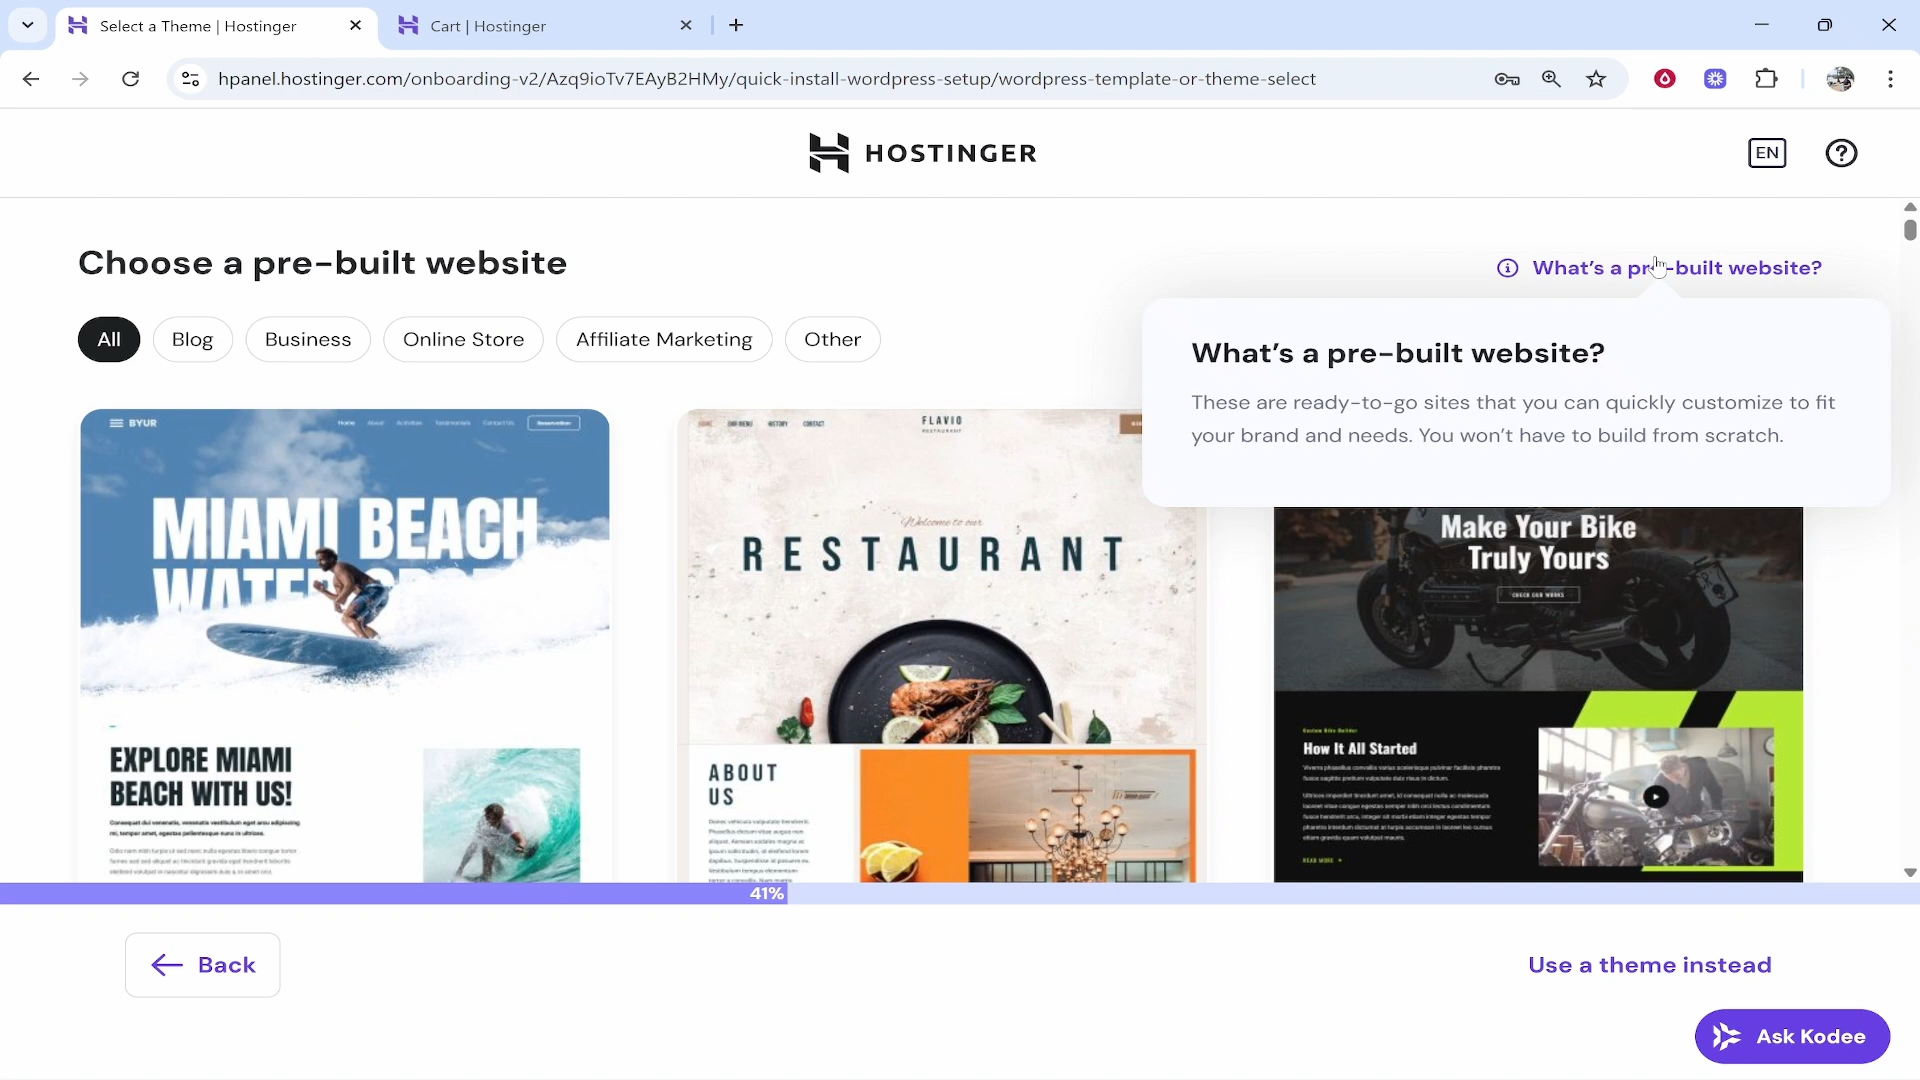 Select a Theme | Hostinger
Cart | Hostinger
hpanel.hostinger.com/onboarding-v2/Azq9ioTv7EAyB2HMy/quick-install-wordpress-setup/wordpress-template-or-theme-select
HOSTINGER
EN
Choose a pre-built website
What's a pre-built website?
All
Blog
Business
Online Store
Affiliate Marketing
Other
What's a pre-built website?
These are ready-to-go sites that you can quickly customize to fit
your brand and needs. You won't have to build from scratch.
BYUR
Home About Activities Testimonials Contact Us Reservation
MIAMI BEACH
EXPLORE MIAMI
BEACH WITH US!
HOME OUR MENU HISTORY CONTACT
FLAVIO
RESTAURANT
Welcome to our
RESTAURANT
ABOUT
US
Make Your Bike
Truly Yours
CHECK OUR WORKS
Custom Bike Builder
How It All Started
READ MORE
41%
Back
Use a theme instead
Ask Kodee